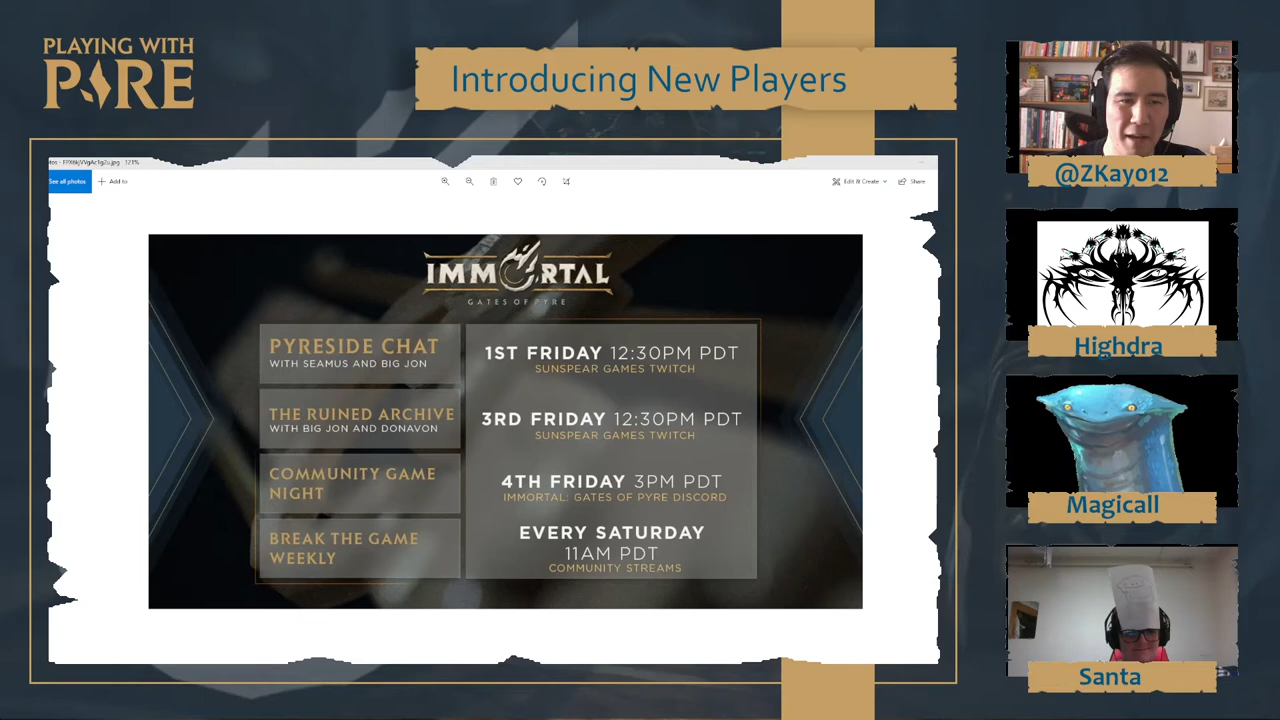 PLAYING WITH
PYRE
Introducing New Players
See all photos
Add to
Edit & Create
Share
IMMORTAL
GATES OF PYRE
PYRESIDE CHAT
WITH SEAMUS AND BIG JON
1ST FRIDAY 12:30PM PDT
SUNSPEAR GAMES TWITCH
THE RUINED ARCHIVE
WITH BIG JON AND DONAVON
3RD FRIDAY 12:30PM PDT
SUNSPEAR GAMES TWITCH
COMMUNITY GAME
NIGHT
4TH FRIDAY 3PM PDT
IMMORTAL: GATES OF PYRE DISCORD
BREAK THE GAME
WEEKLY
EVERY SATURDAY
11AM PDT
COMMUNITY STREAMS
@ZKay012
Highdra
Magicall
Santa